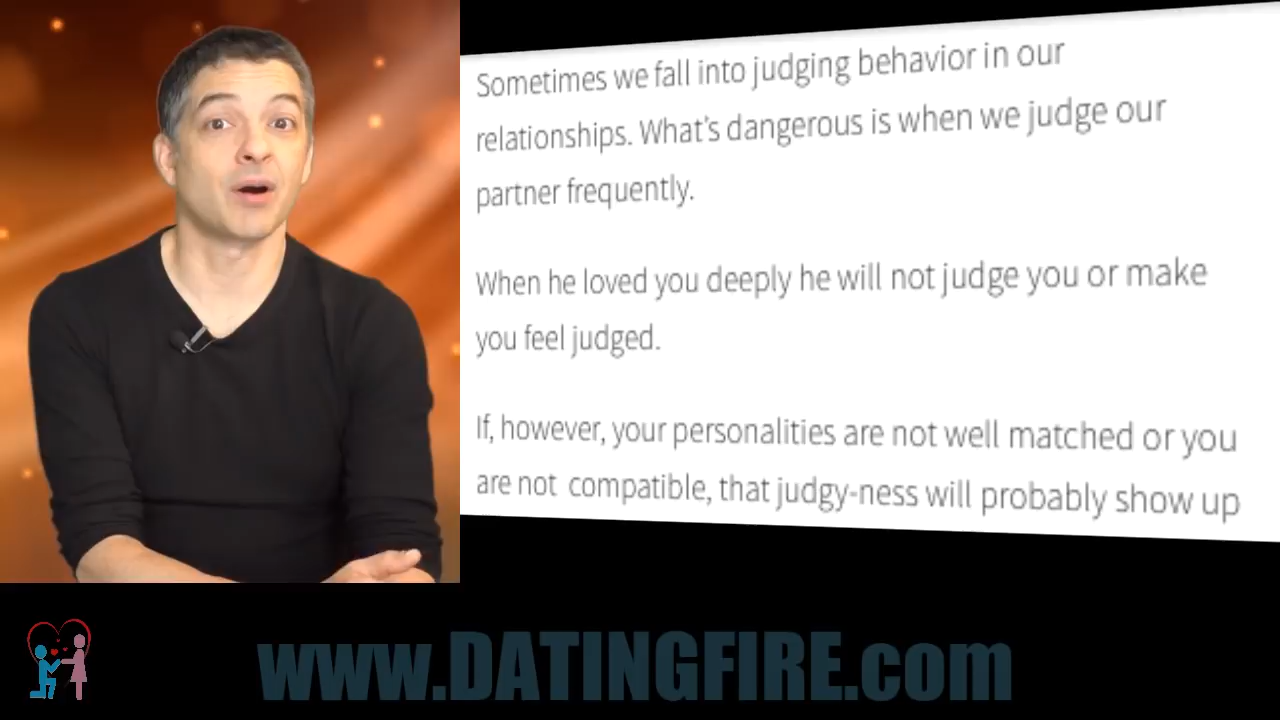 Sometimes we fall into judging behavior in our
relationships. What's dangerous is when we judge our
partner frequently.
When he loved you deeply he will not judge you or make
you feel judged.
If, however, your personalities are not well matched or you
are not compatible, that judgy-ness will probably show up
www.DATINGFIRE.com